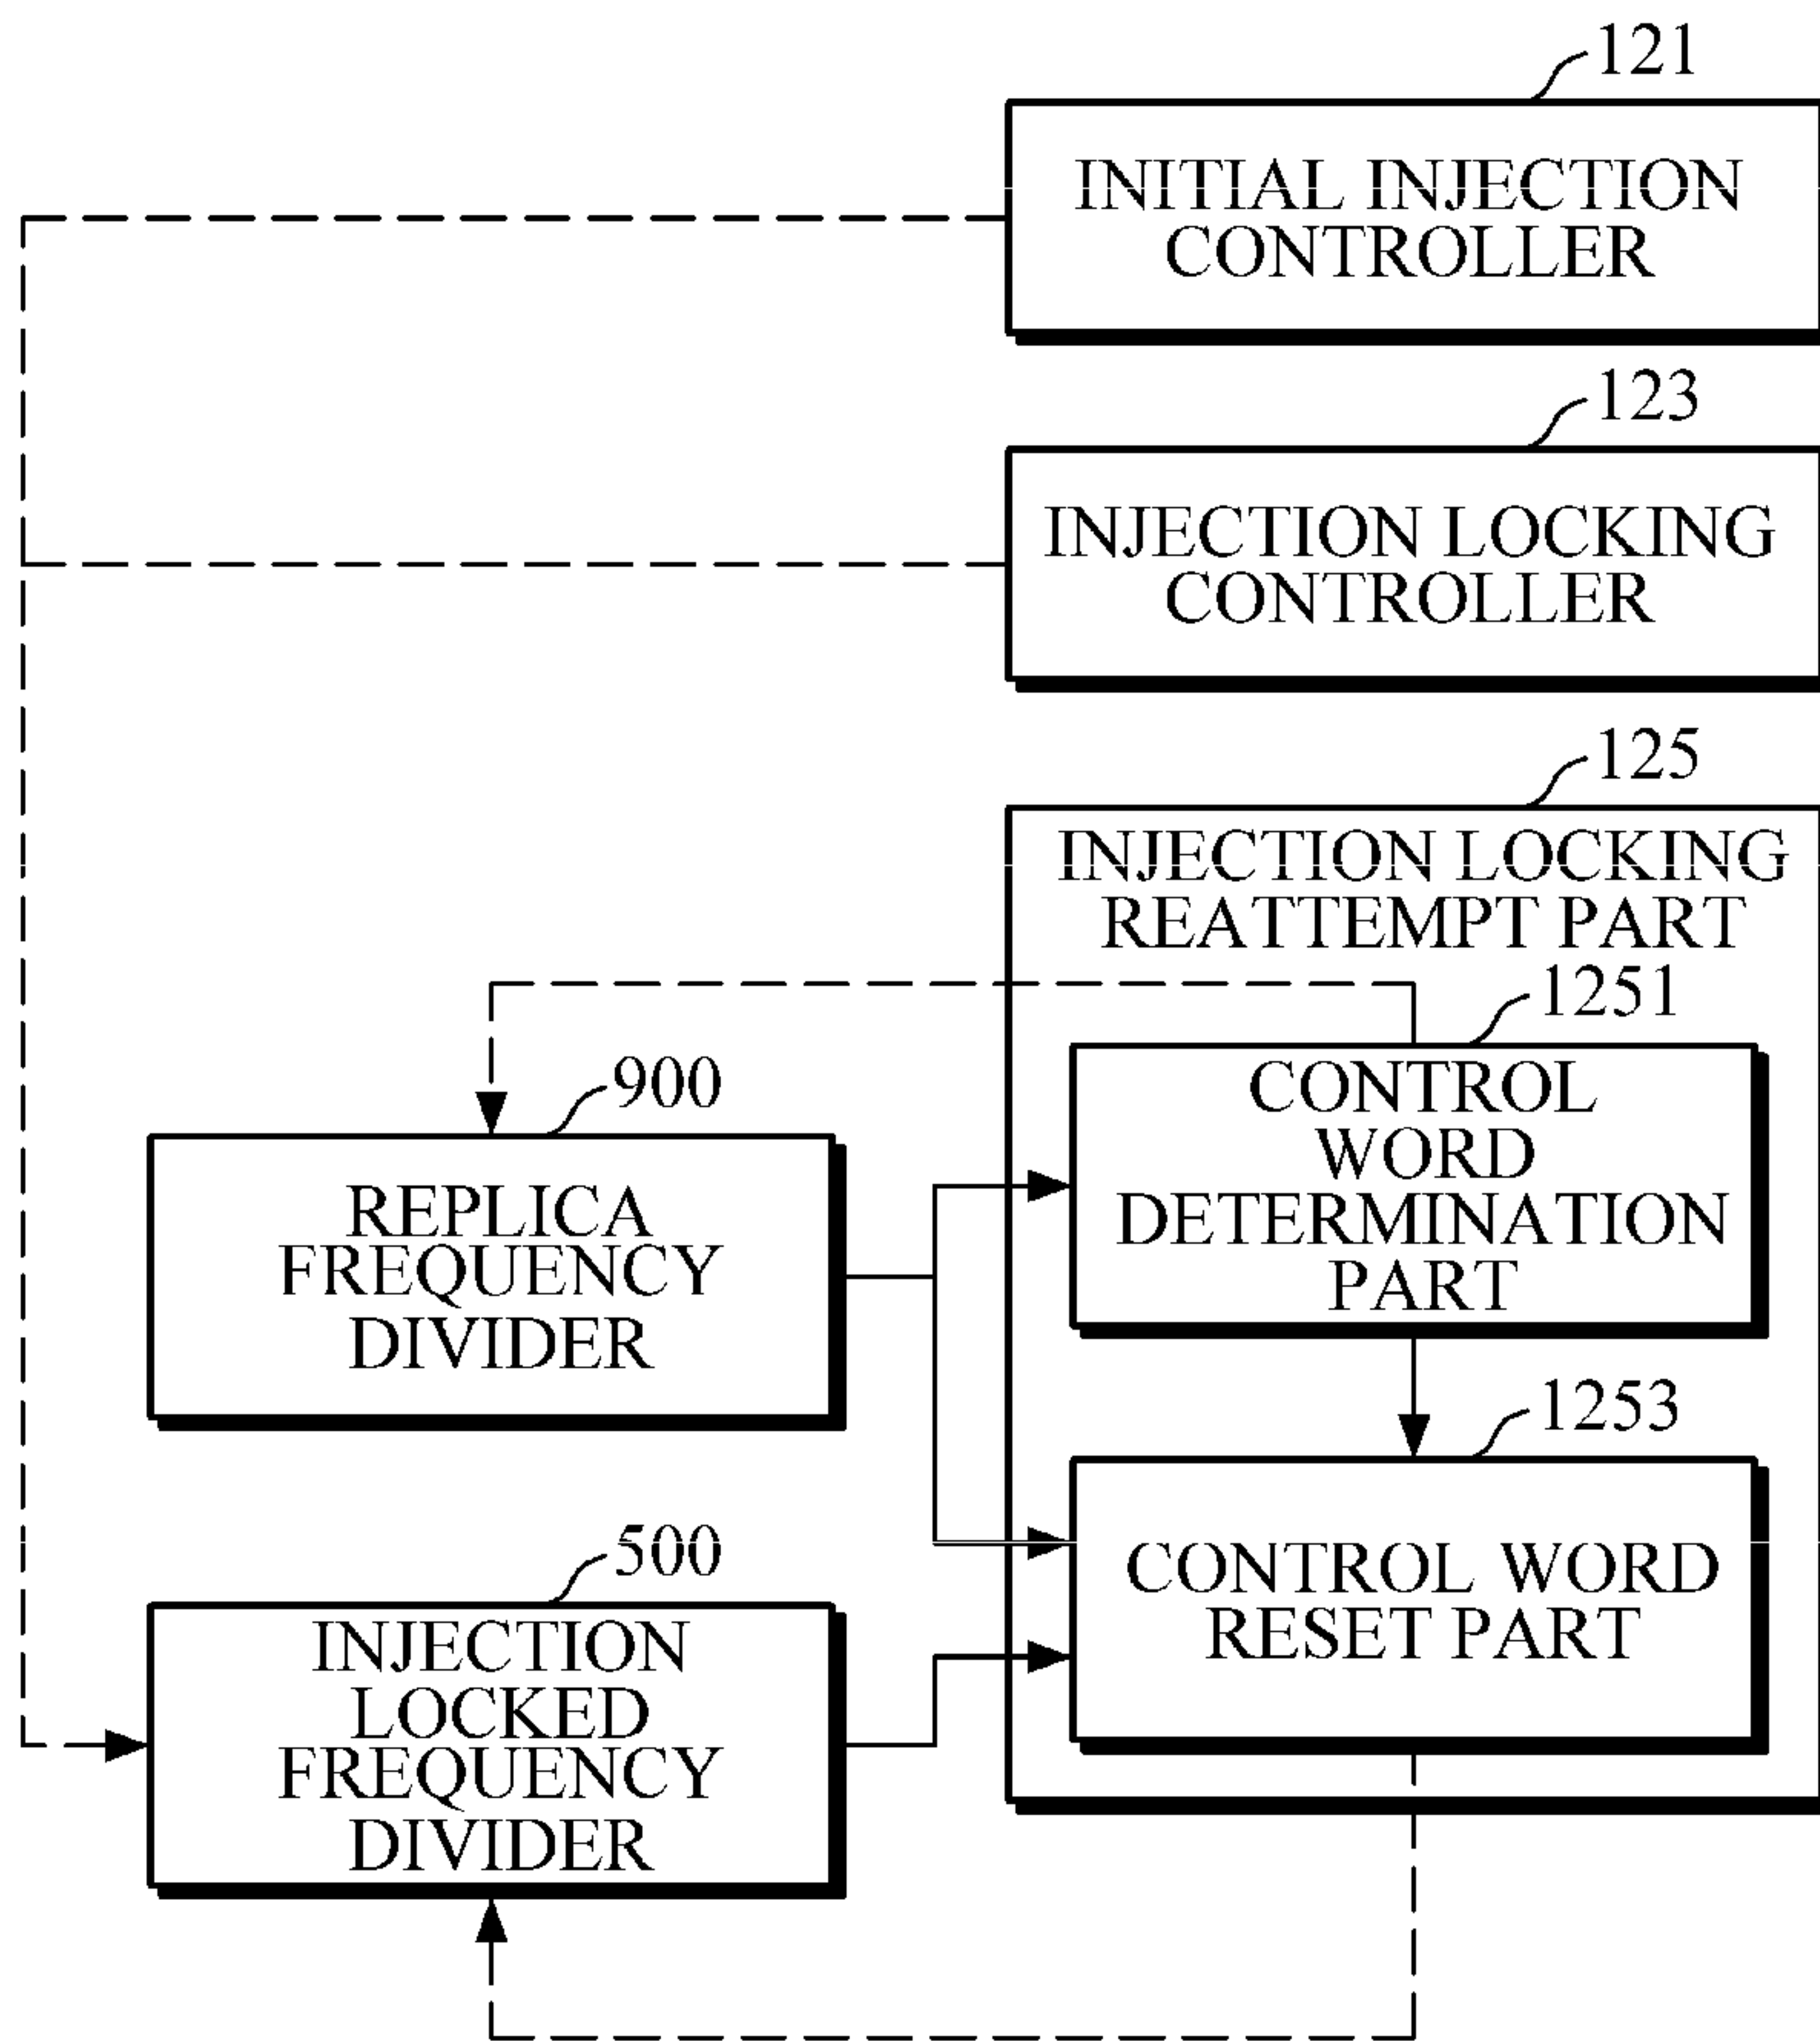 121
INITIAL INJECTION
CONTROLLER
123
INJECTION LOCKING
CONTROLLER
125
INJECTION LOCKING
REATTEMPT PART
1251
CONTROL
WORD
DETERMINATION
PART
900
REPLICA
FREQUENCY
DIVIDER
1253
CONTROL WORD
RESET PART
500
INJECTION
LOCKED
FREQUENCY
DIVIDER